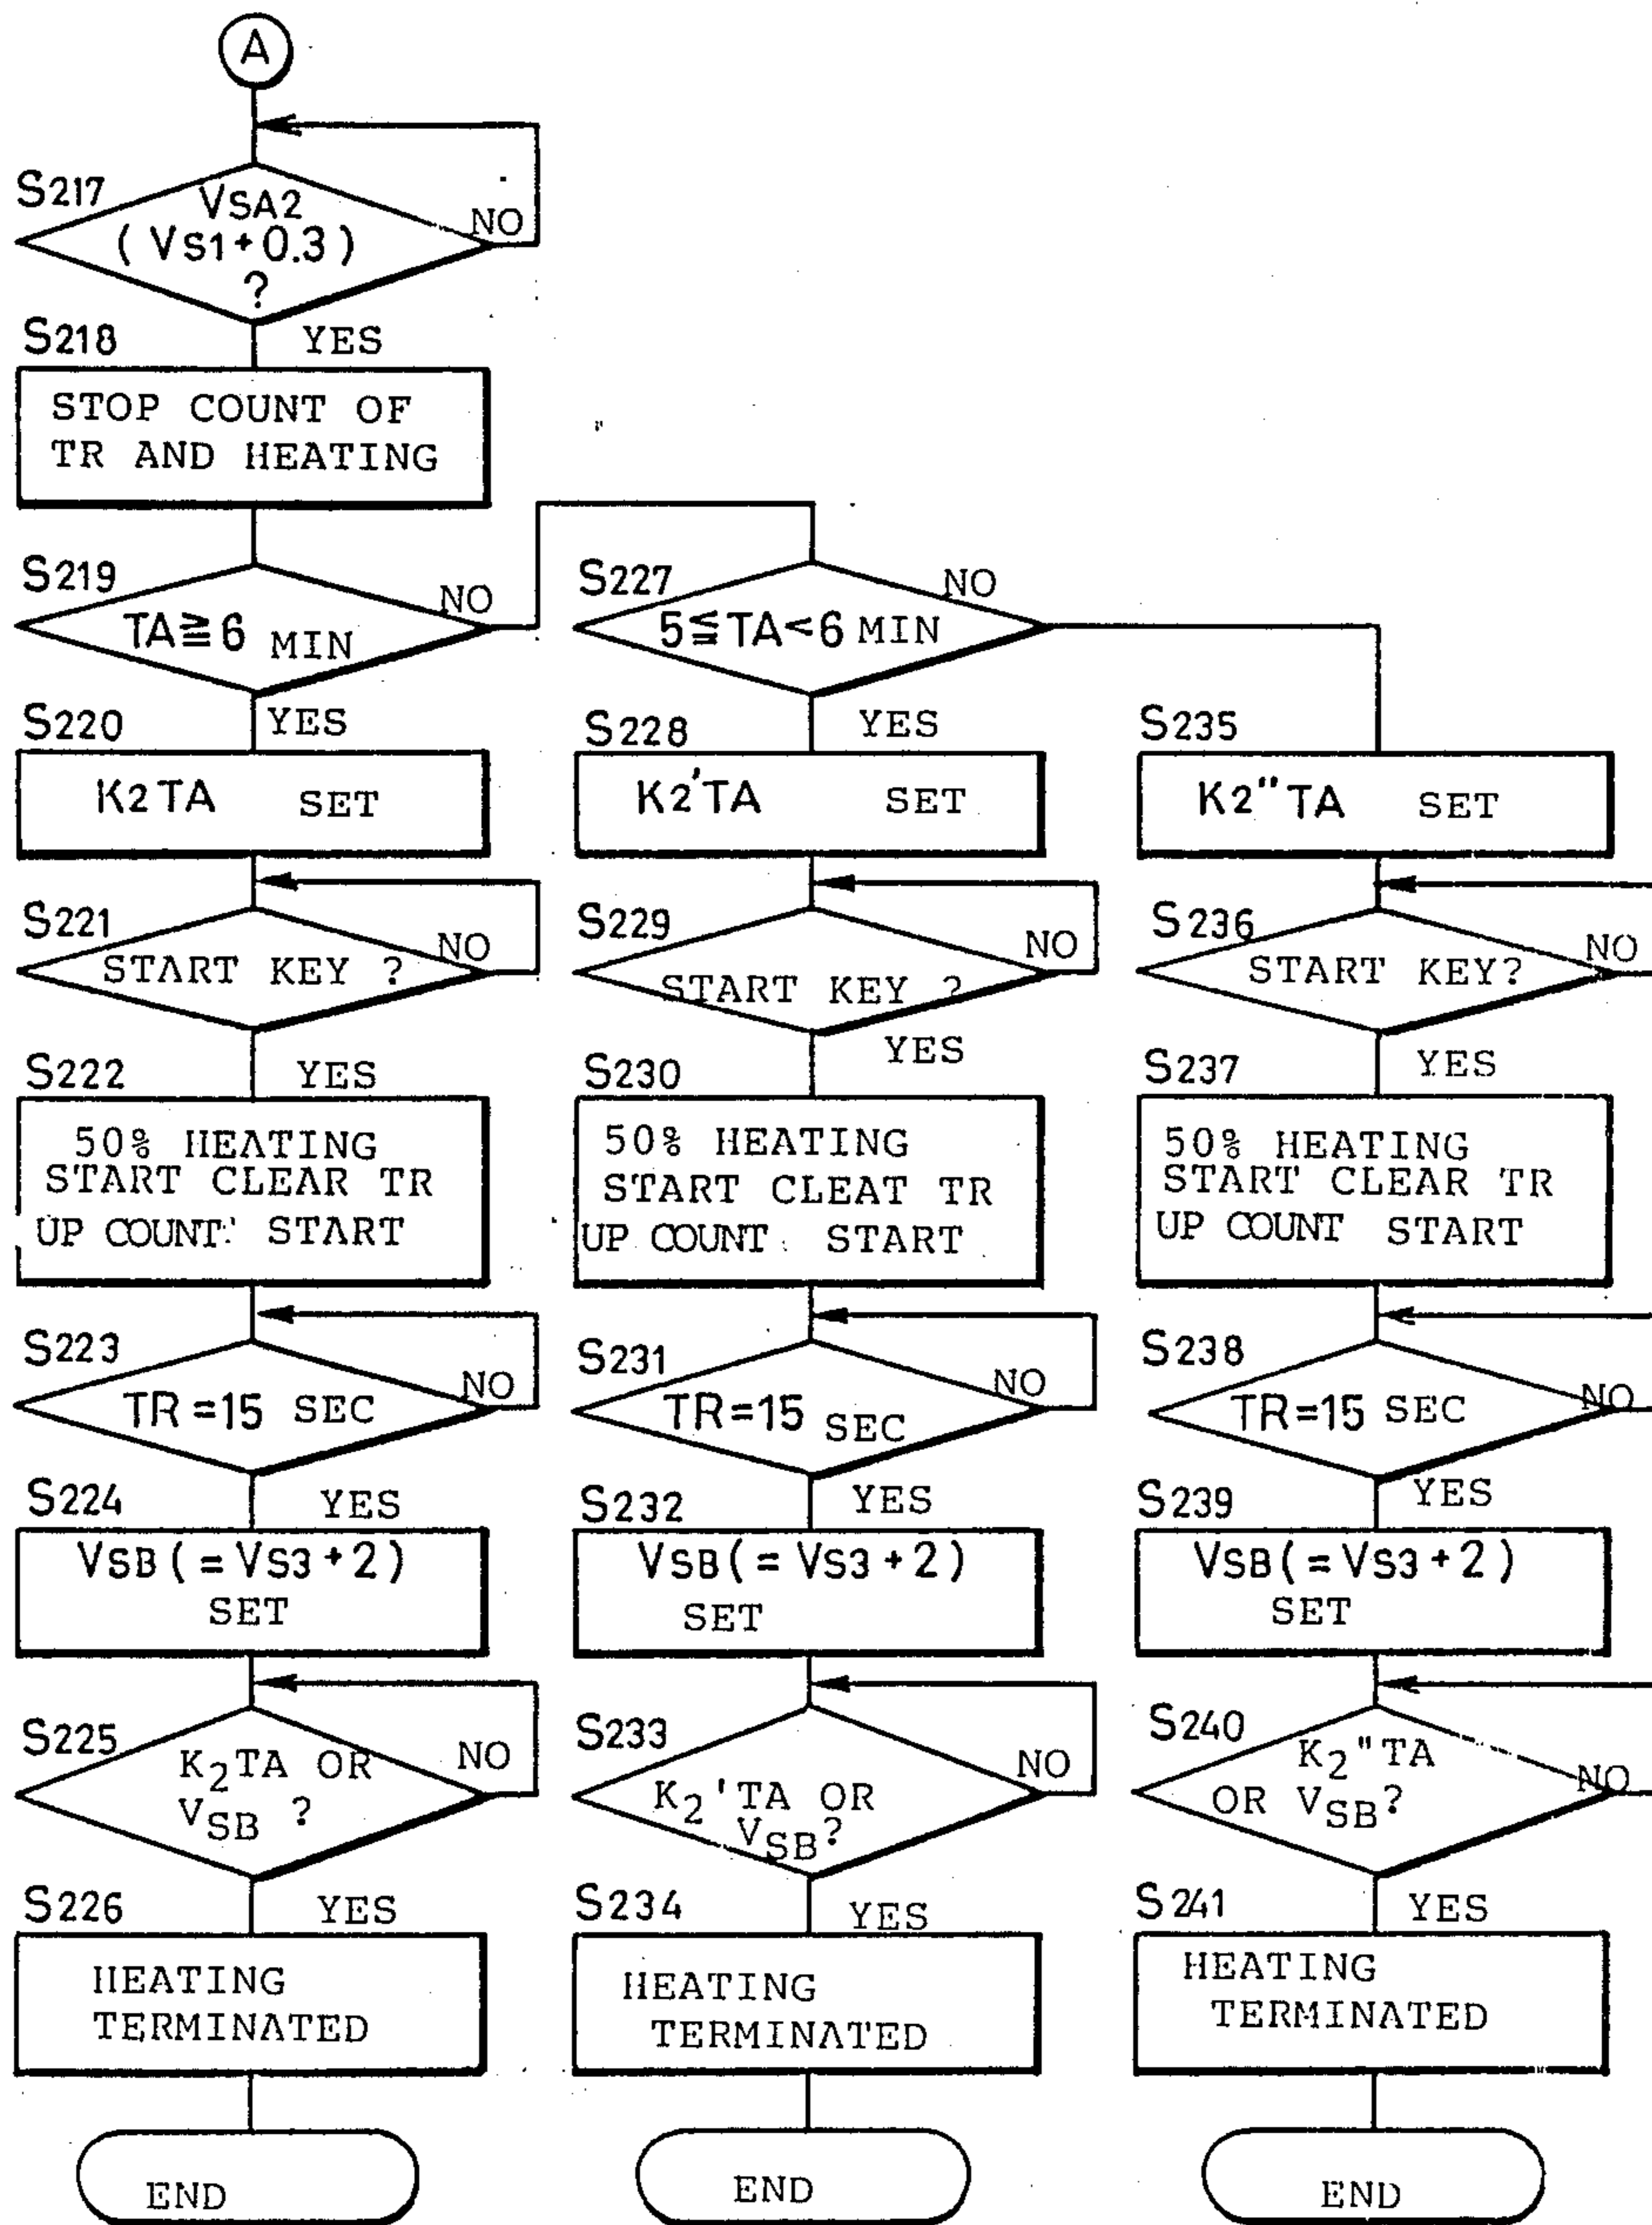 A
S217
VSA2
(VS1+0.3)
?
NO
S218
YES
STOP COUNT OF
TR AND HEATING
S219
TA≧6 MIN
NO
S220
YES
K2TA SET
S221
START KEY ?
NO
S222
YES
50% HEATING
START CLEAR TR
UP COUNT START
S223
TR=15 SEC
NO
S224
YES
VSB(=VS3+2)
SET
S225
K2TA OR
VSB ?
NO
S226
YES
HEATING
TERMINATED
END
S227
5≦TA<6 MIN
NO
S228
YES
K2'TA SET
S229
START KEY ?
NO
YES
S230
50% HEATING
START CLEAT TR
UP COUNT START
S231
TR=15 SEC
NO
S232
YES
VSB(=VS3+2)
SET
S233
K2'TA OR
VSB?
NO
S234
YES
HEATING
TERMINATED
END
S235
K2"TA SET
S236
START KEY?
NO
S237
YES
50% HEATING
START CLEAR TR
UP COUNT START
S238
TR=15 SEC
NO
S239
YES
VSB(=VS3+2)
SET
S240
K2"TA
OR VSB?
NO
S241
YES
HEATING
TERMINATED
END